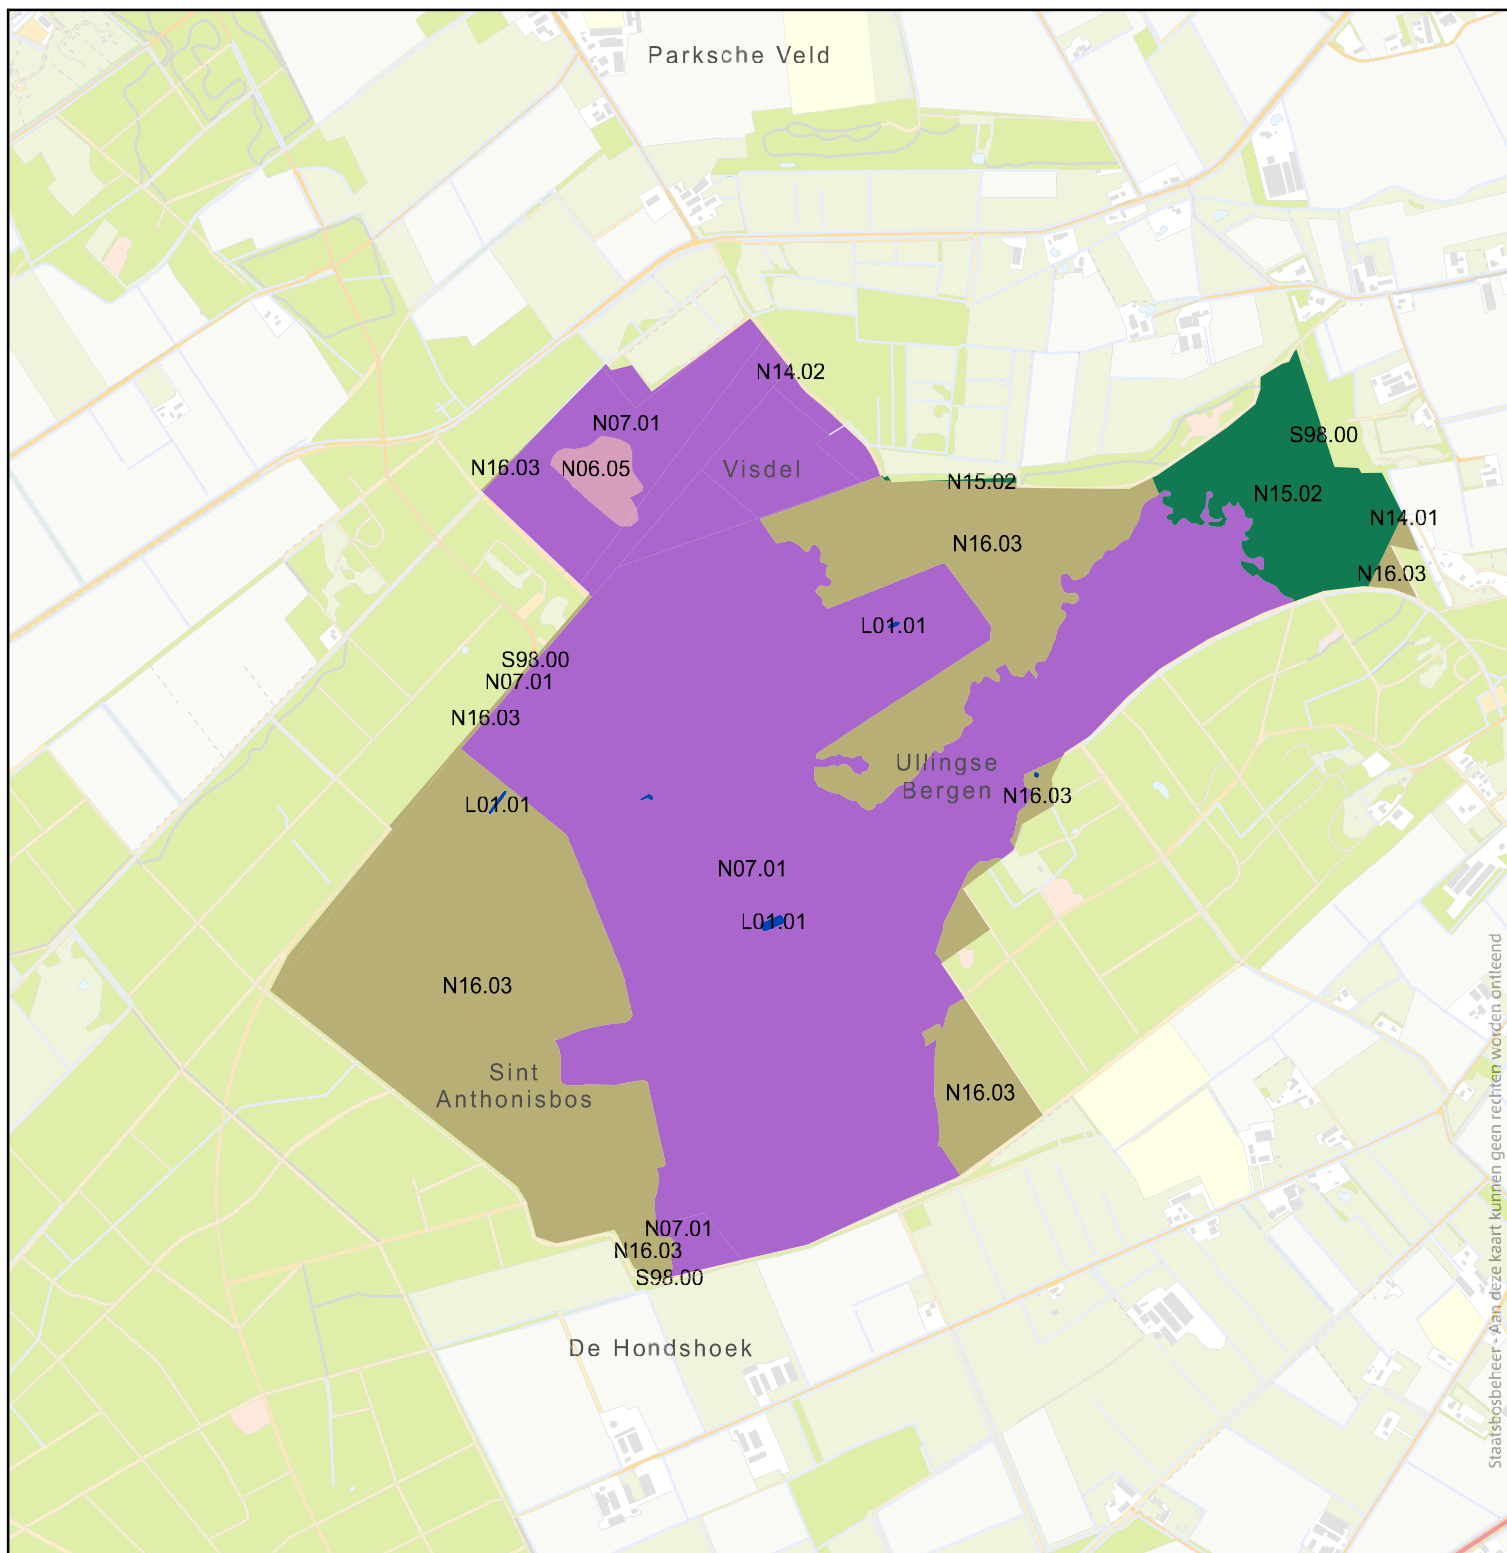 Parksche Veld
N14.02
N07.01
S98.00
N16.03
N06.05
Visdel
N15.02
N15.02
N14.01
N16.03
N16.03
L01.01
S98.00
N07.01
N16.03
Ullingse
Bergen
N16.03
L01.01
N07.01
L01.01
N16.03
Sint
Anthonisbos
N16.03
N07.01
N16.03
S98.00
De Hondshoek
Staatsbosbeheer - Aan deze kaart kunnen geen rechten worden ontleend